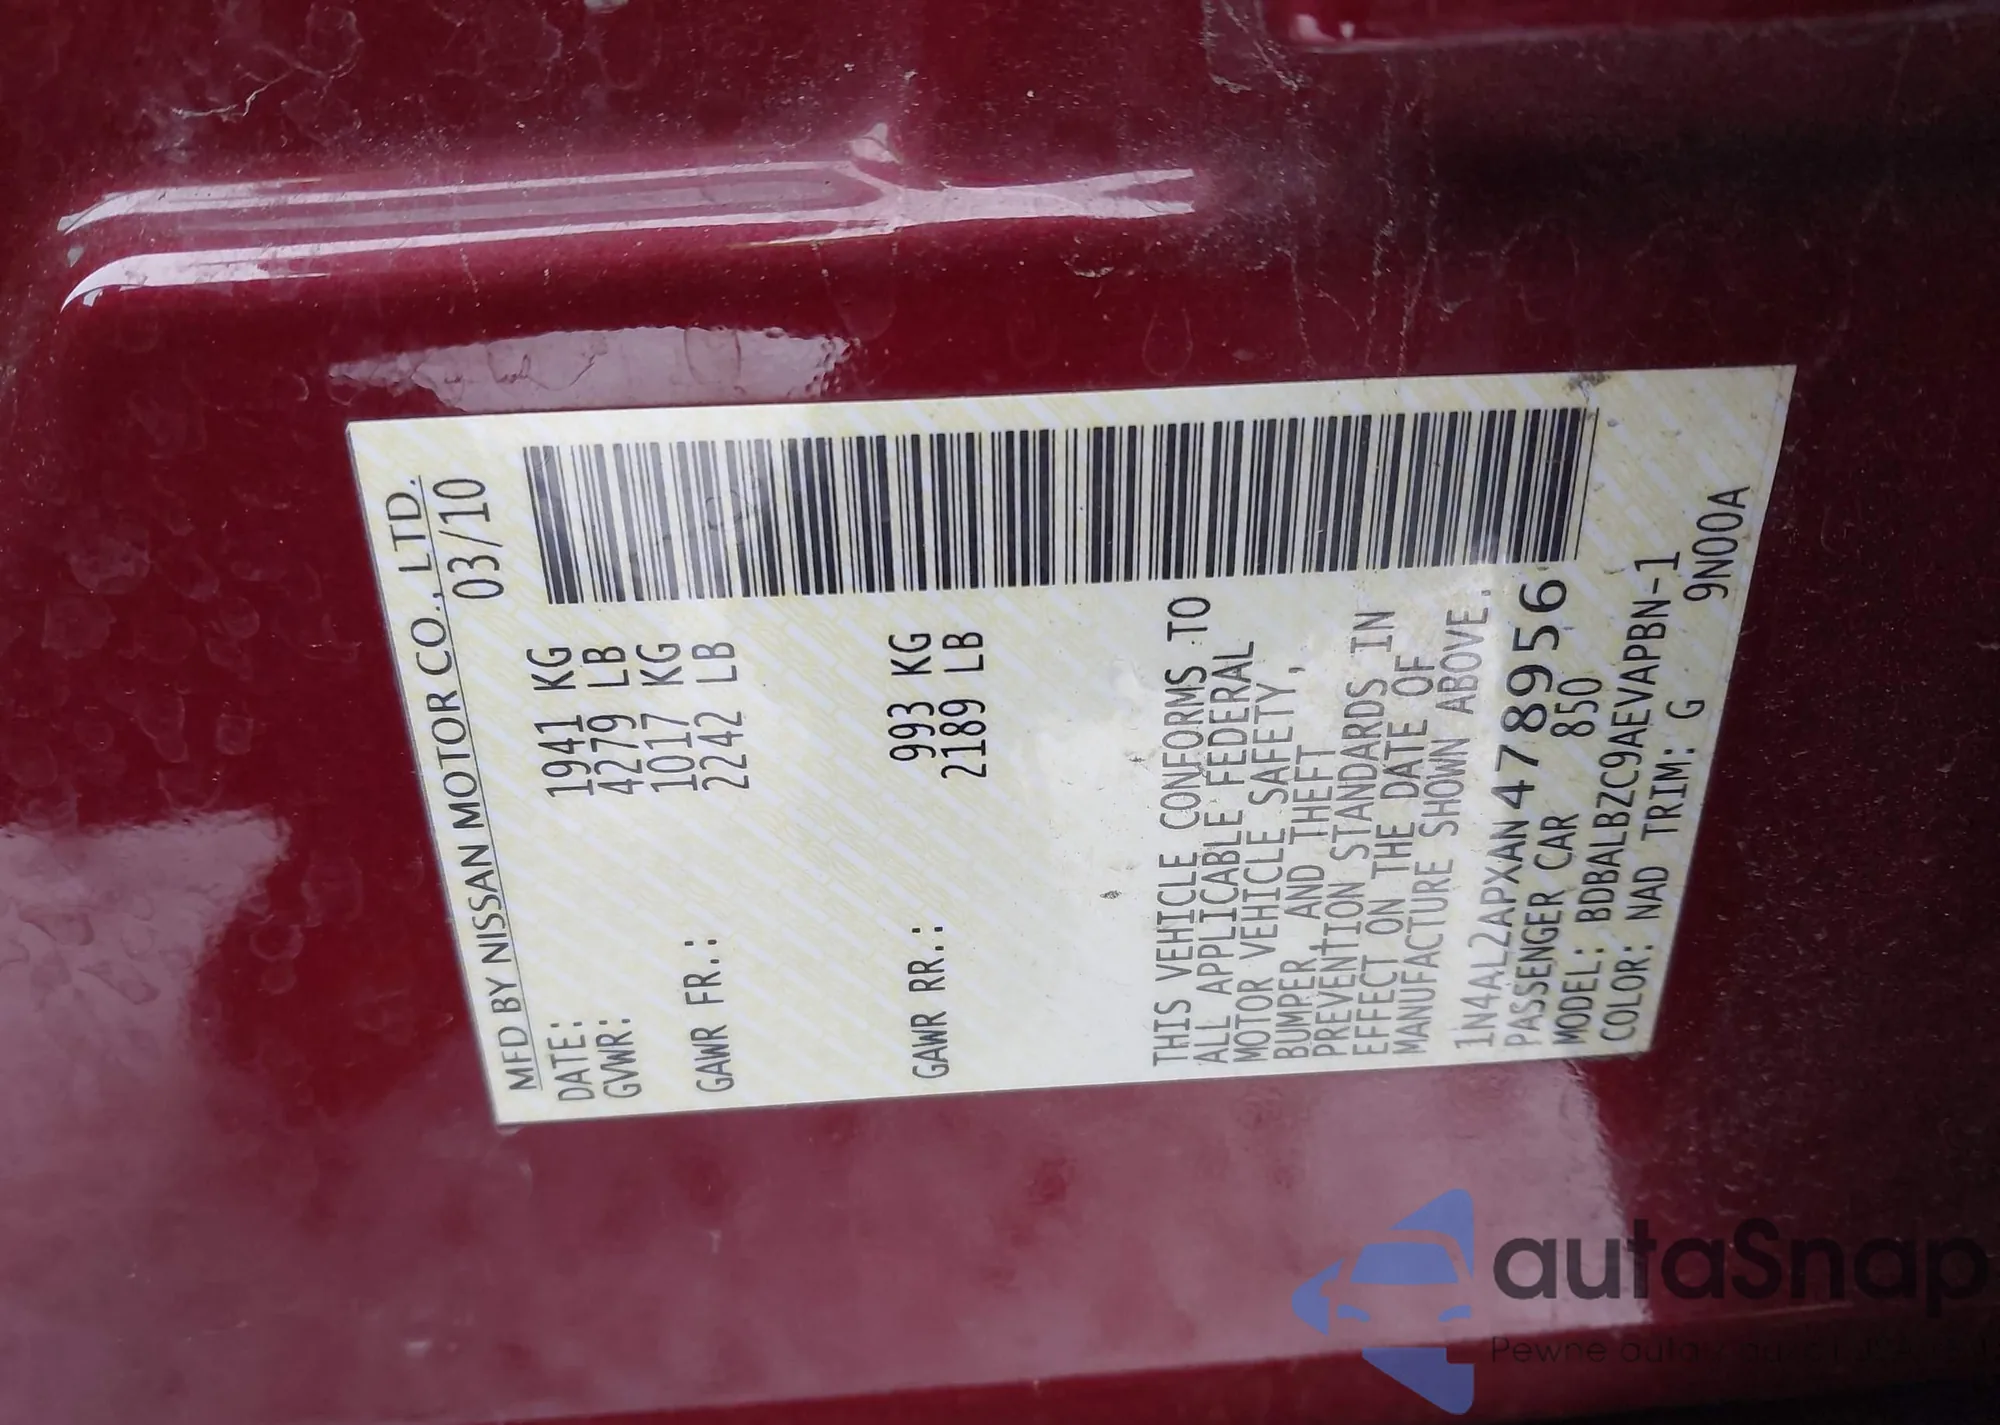 MFD BY NISSAN MOTOR CO., LTD.
DATE: 03/10
GVWR: 1941 KG
4279 LB
GAWR FR.: 1017 KG
2242 LB
GAWR RR.: 993 KG
2189 LB
THIS VEHICLE CONFORMS TO
ALL APPLICABLE FEDERAL
MOTOR VEHICLE SAFETY,
BUMPER, AND THEFT
PREVENTION STANDARDS IN
EFFECT ON THE DATE OF
MANUFACTURE SHOWN ABOVE.
1N4AL2APXAN478956
PASSENGER CAR 850
MODEL: BDBALBZC9AEVAPBN-1
COLOR: NAD TRIM: G 9N00A
autaSnap
Pewne auta z